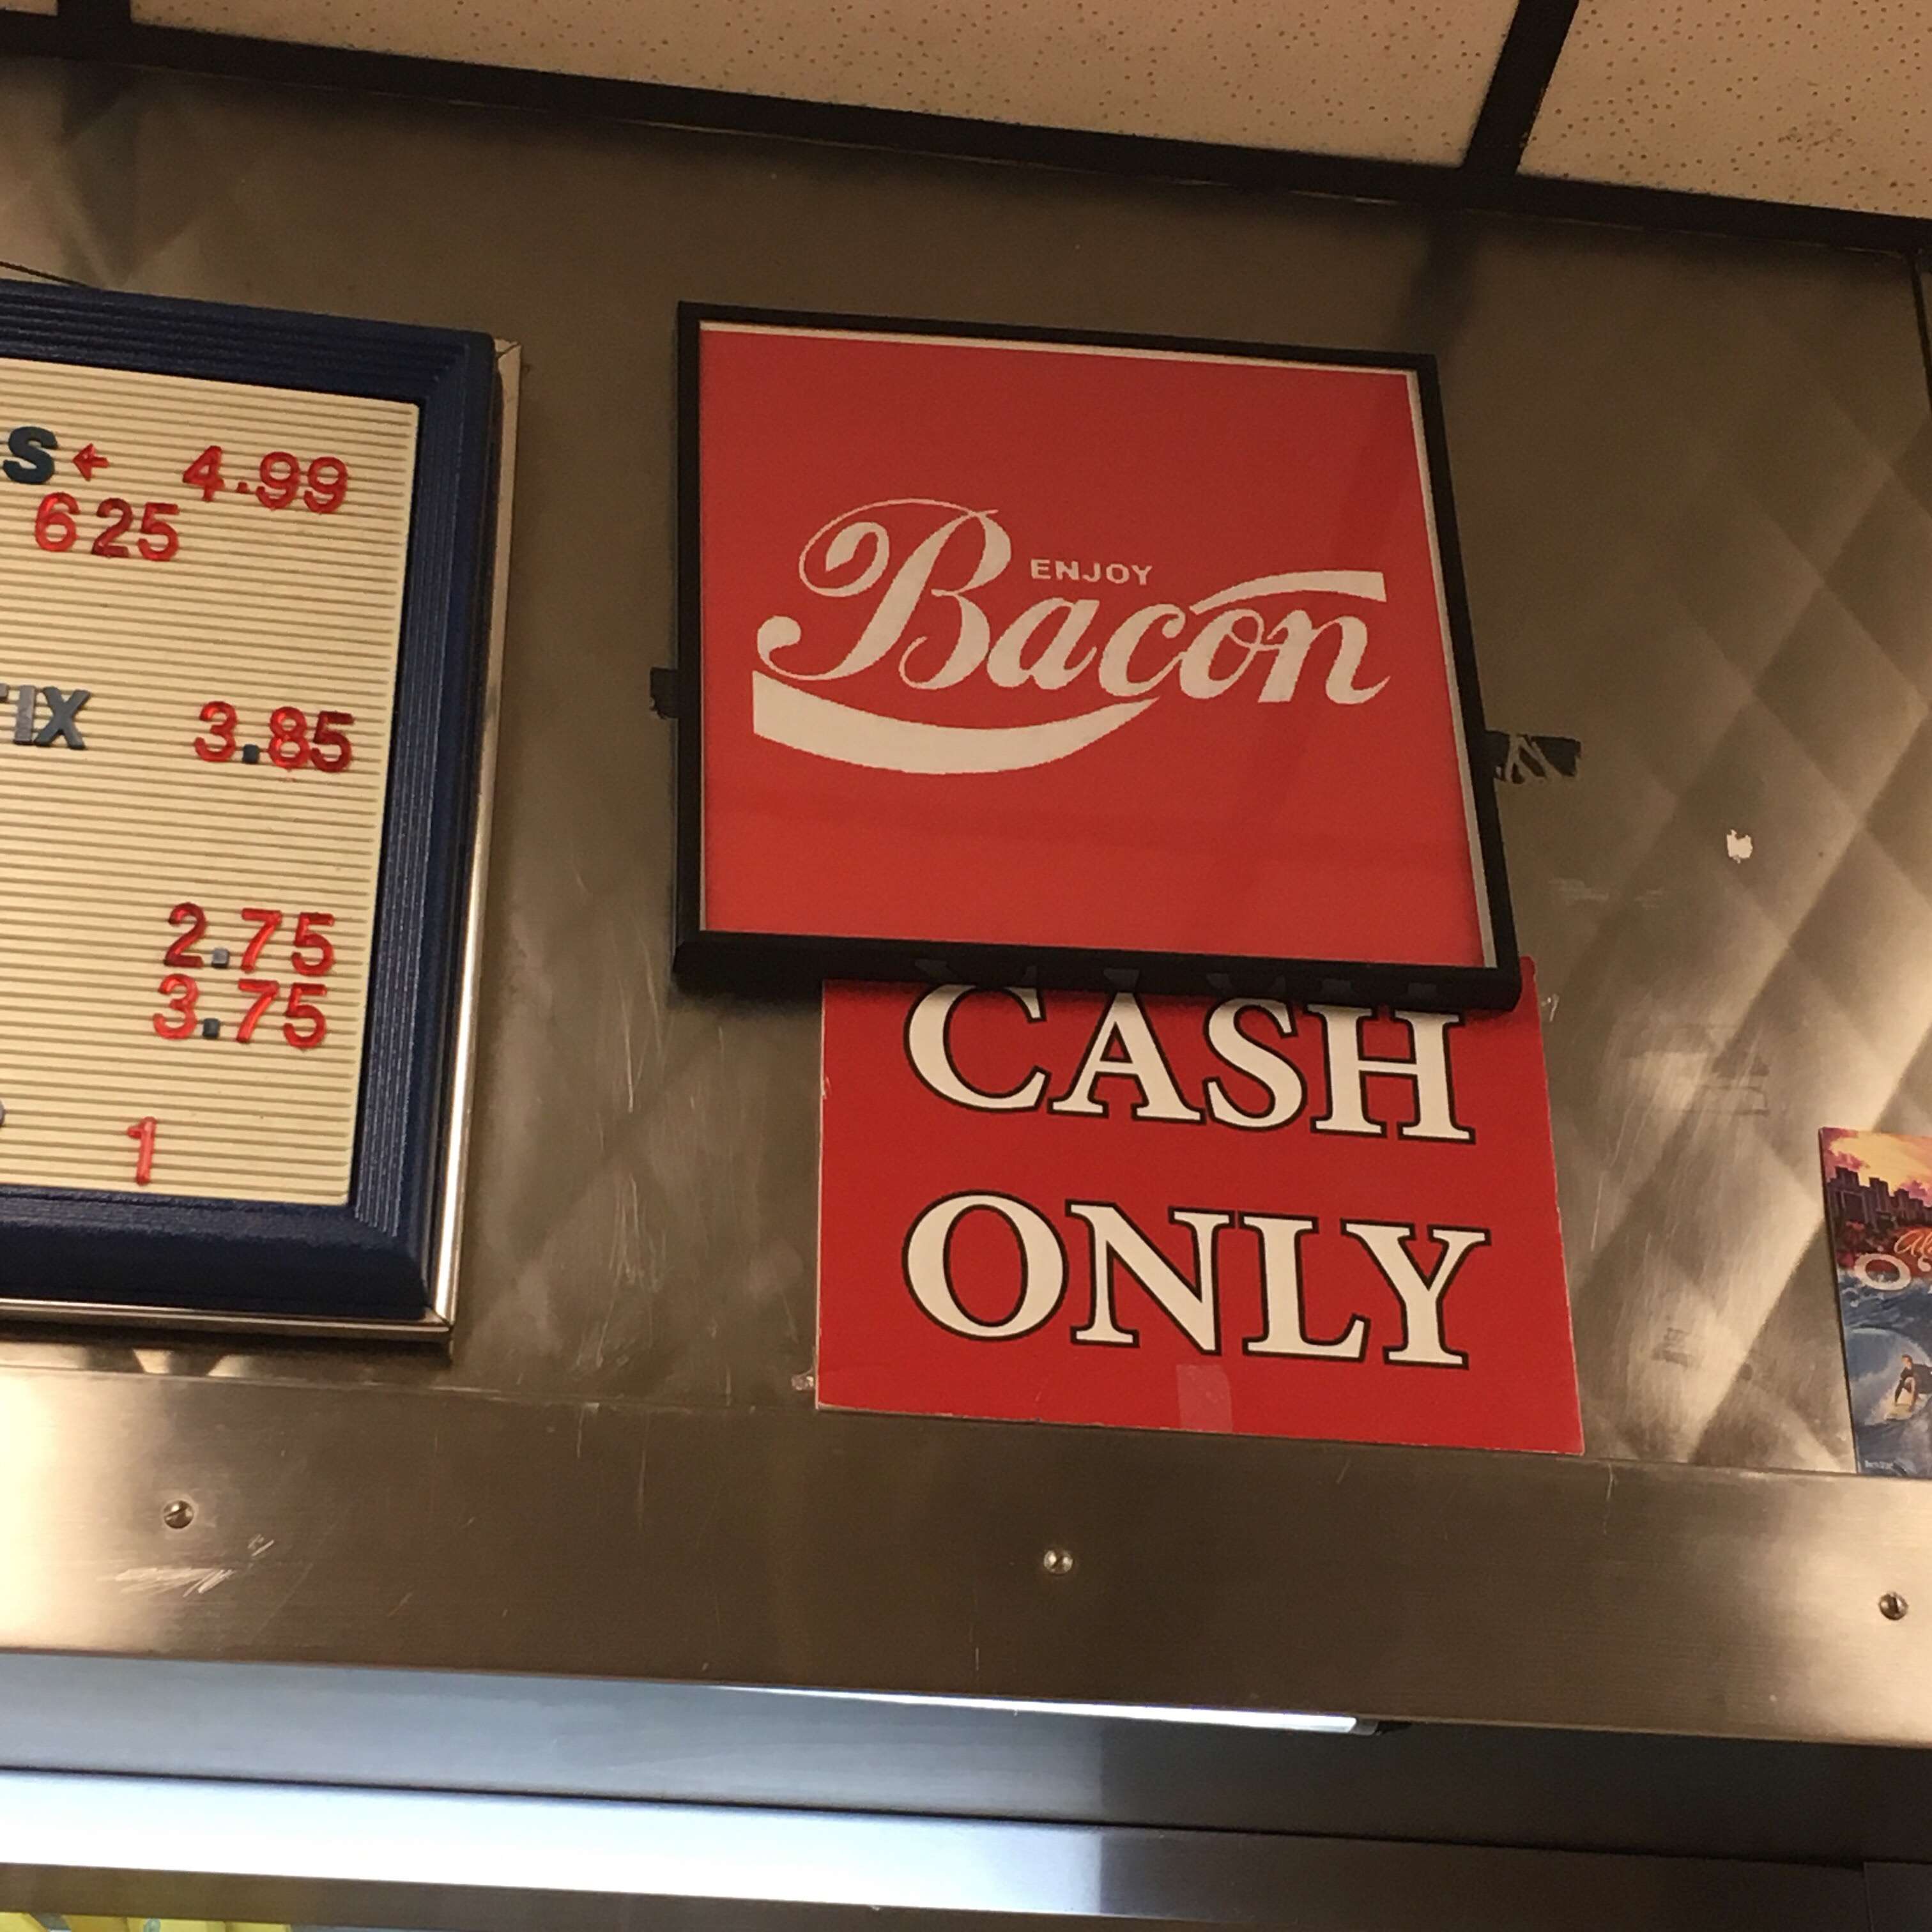 S 4.99
625
IX 3.85
2.75
3.75
1
ENJOY
Bacon
CASH
ONLY